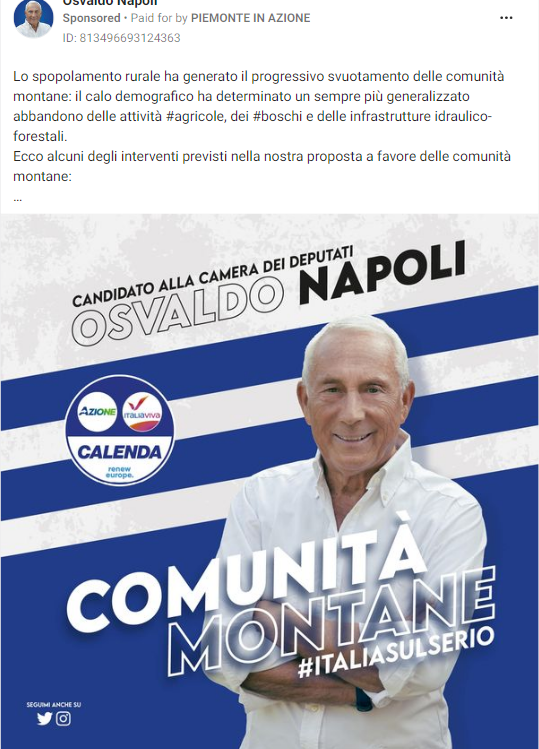 Osvaldo Napoli
Sponsored • Paid for by PIEMONTE IN AZIONE
ID: 813496693124363
Lo spopolamento rurale ha generato il progressivo svuotamento delle comunità
montane: il calo demografico ha determinato un sempre più generalizzato
abbandono delle attività #agricole, dei #boschi e delle infrastrutture idraulico-
forestali.
Ecco alcuni degli interventi previsti nella nostra proposta a favore delle comunità
montane:
...
CANDIDATO ALLA CAMERA DEI DEPUTATI
OSVALDO NAPOLI
AZIONE
ITALIAVIVA
CALENDA
renew
europe.
COMUNITÀ
MONTANE
#ITALIASULSERIO
SEGUIMI ANCHE SU